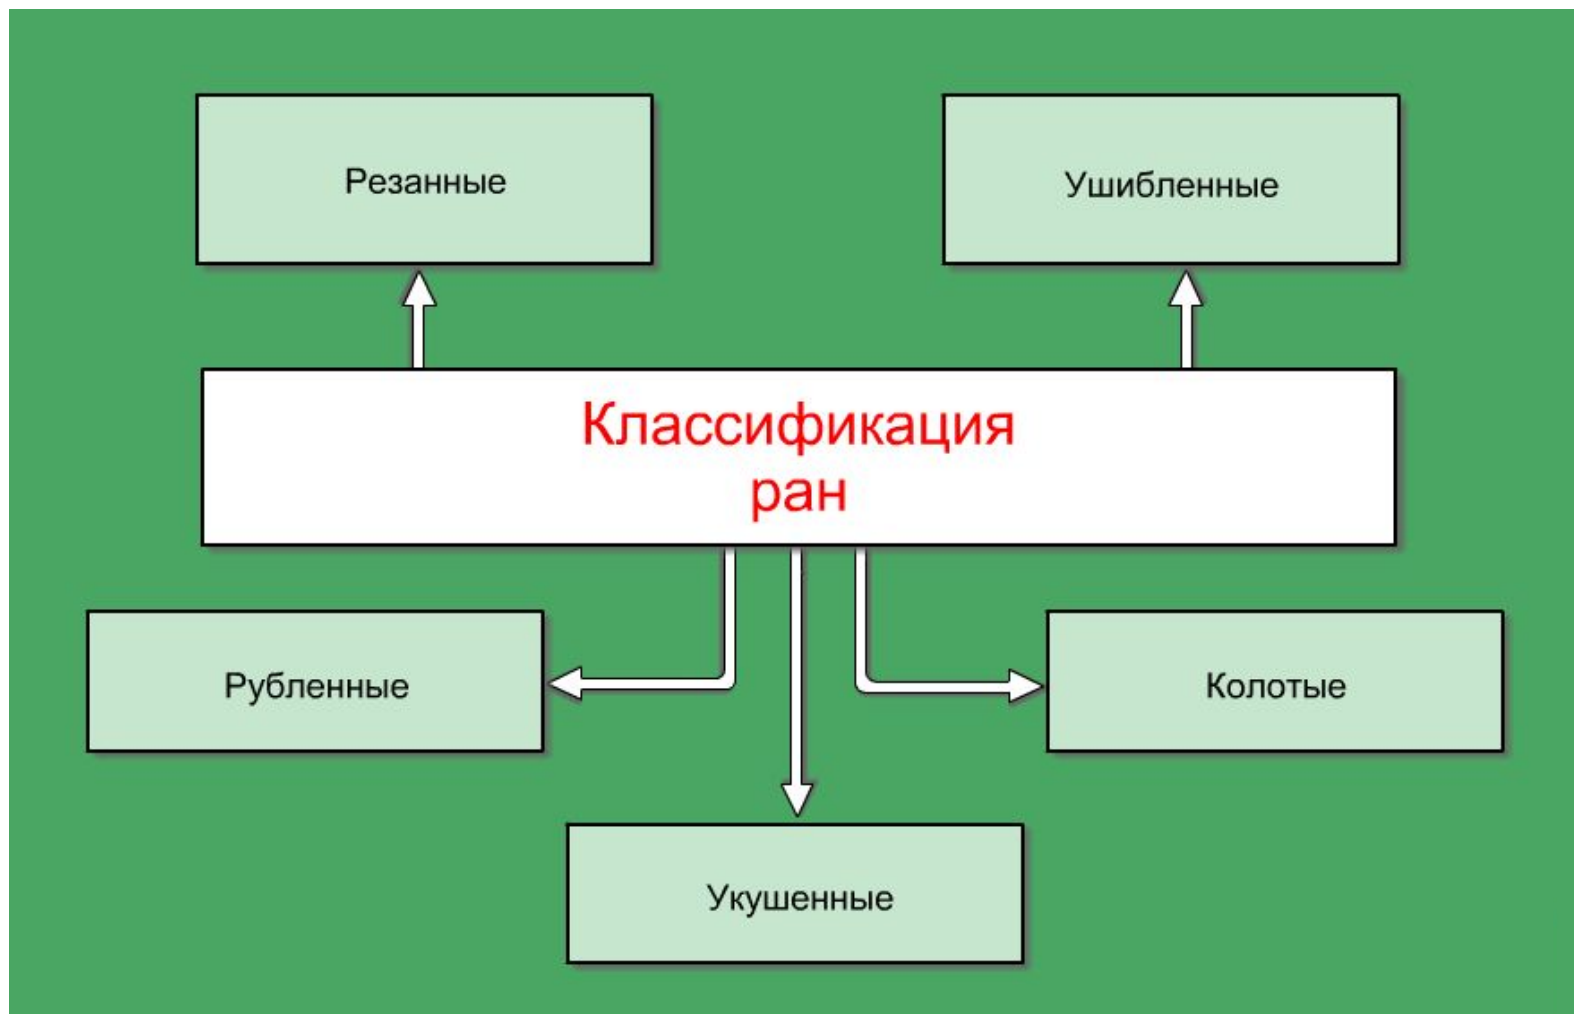 Резанные
Ушибленные
Классификация
ран
Рубленные
Колотые
Укушенные